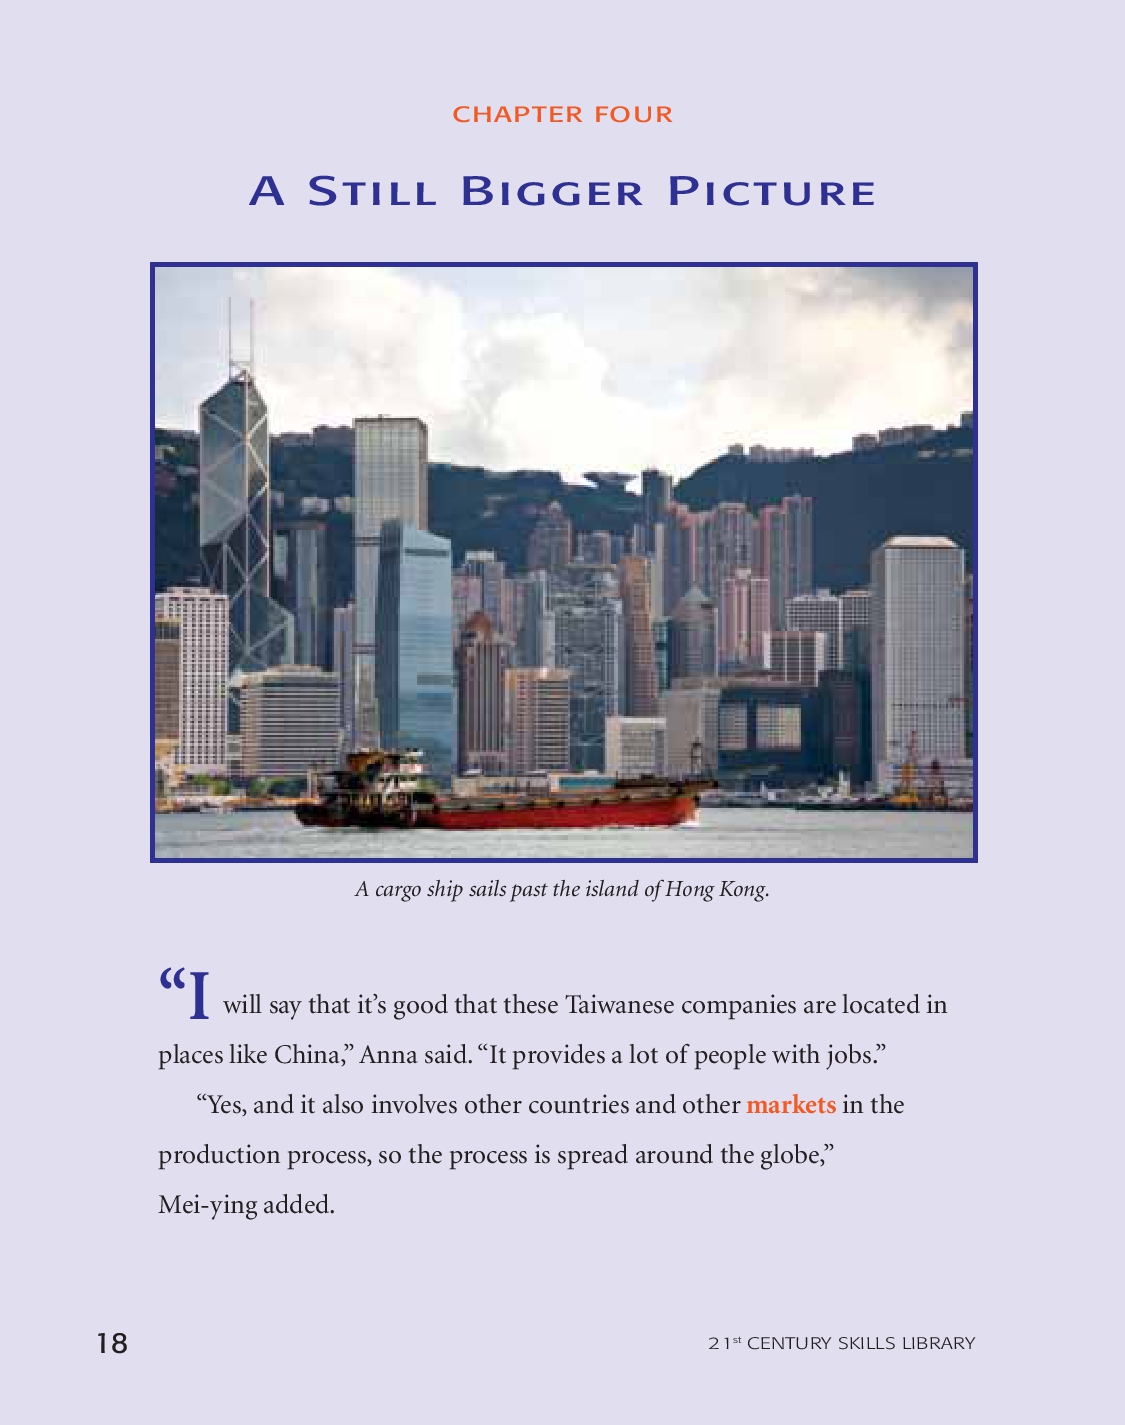 CHAPTER FOUR
A STILL BIGGER PICTURE
A cargo ship sails past the island of Hong Kong.
“I will say that it’s good that these Taiwanese companies are located in
places like China,” Anna said. “It provides a lot of people with jobs.”
“Yes, and it also involves other countries and other markets in the
production process, so the process is spread around the globe,”
Mei-ying added.
18
21st CENTURY SKILLS LIBRARY